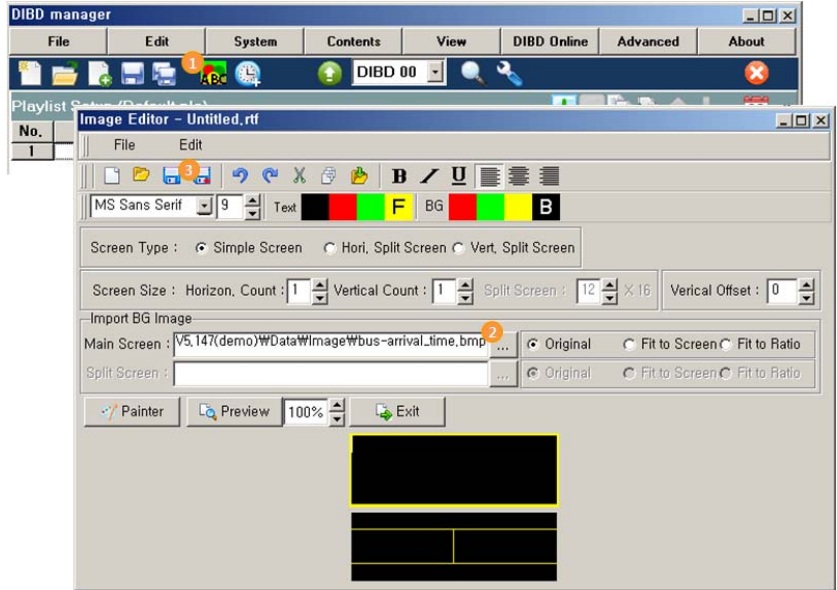 DIBD manager
File Edit System Contents View DIBD Online Advanced About
1 ABC DIBD 00
Playlist Setup (Default.pls)
No.
1
Image Editor - Untitled.rtf
File Edit
3 B I U
MS Sans Serif 9 Text F BG B
Screen Type : Simple Screen Hori, Split Screen Vert, Split Screen
Screen Size : Horizon, Count : 1 Vertical Count : 1 Split Screen : 12 X 16 Verical Offset : 0
Import BG Image
Main Screen : V5,147(demo)₩Data₩Image₩bus-arrival_time,bmp 2 ... Original Fit to Screen Fit to Ratio
Split Screen : ... Original Fit to Screen Fit to Ratio
Painter Preview 100% Exit